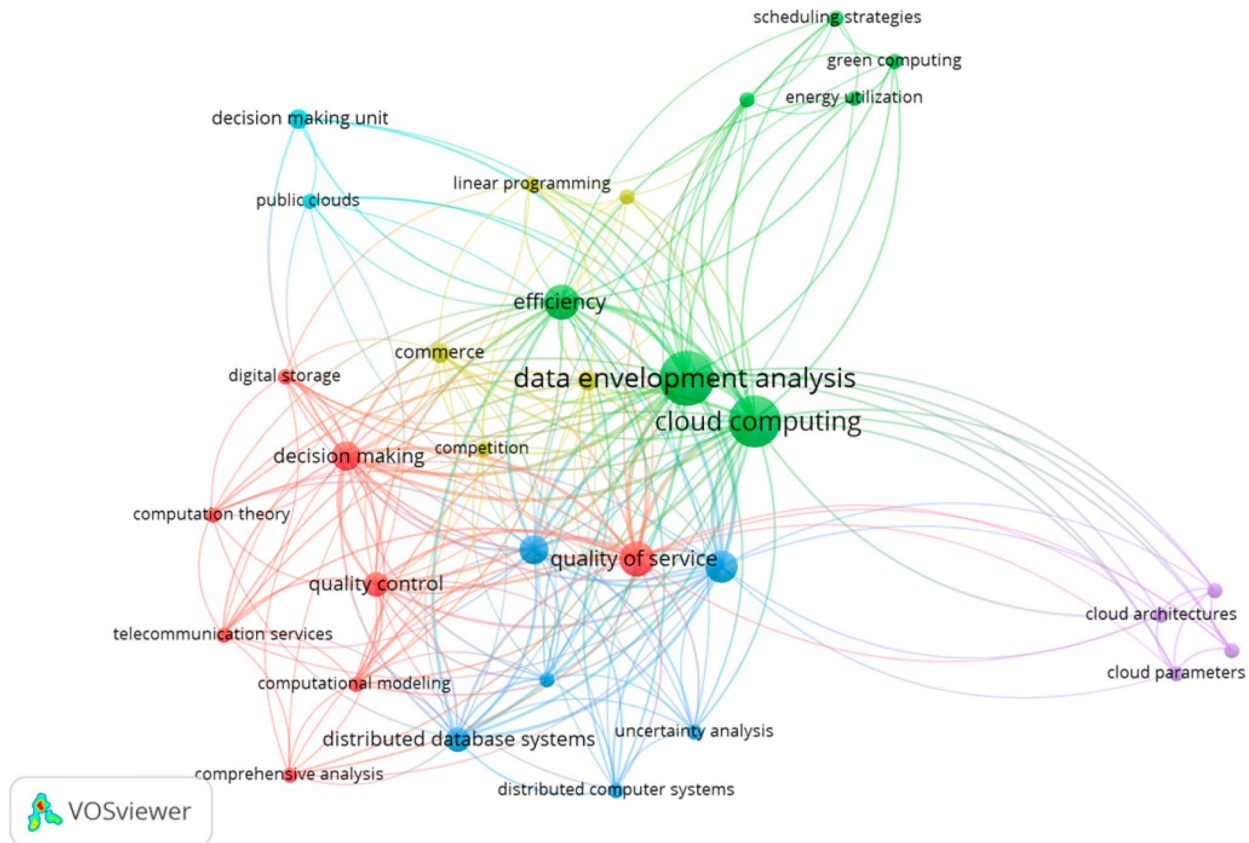 scheduling strategies
green computing
energy utilization
decision making unit
linear programming
public clouds
efficiency
commerce
digital storage
data envelopment analysis
cloud computing
competition
decision making
computation theory
quality of service
quality control
cloud architectures
telecommunication services
cloud parameters
computational modeling
uncertainty analysis
distributed database systems
comprehensive analysis
distributed computer systems
VOSviewer